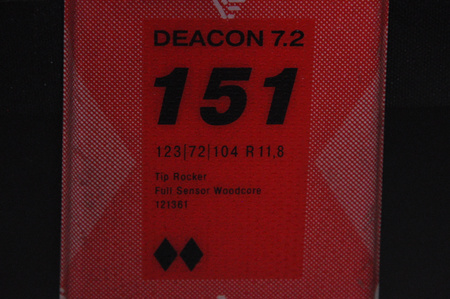 DEACON 7.2
151
123|72|104 R 11,8
Tip Rocker
Full Sensor Woodcore
121361